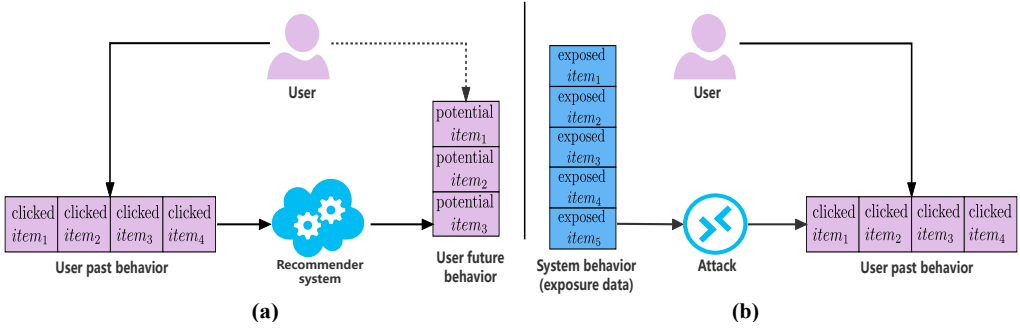 User
potential
item1
potential
item2
potential
item3
clicked
item1
clicked
item2
clicked
item3
clicked
item4
User past behavior
Recommender
system
User future
behavior
(a)
exposed
item1
exposed
item2
exposed
item3
exposed
item4
exposed
item5
System behavior
(exposure data)
User
Attack
clicked
item1
clicked
item2
clicked
item3
clicked
item4
User past behavior
(b)